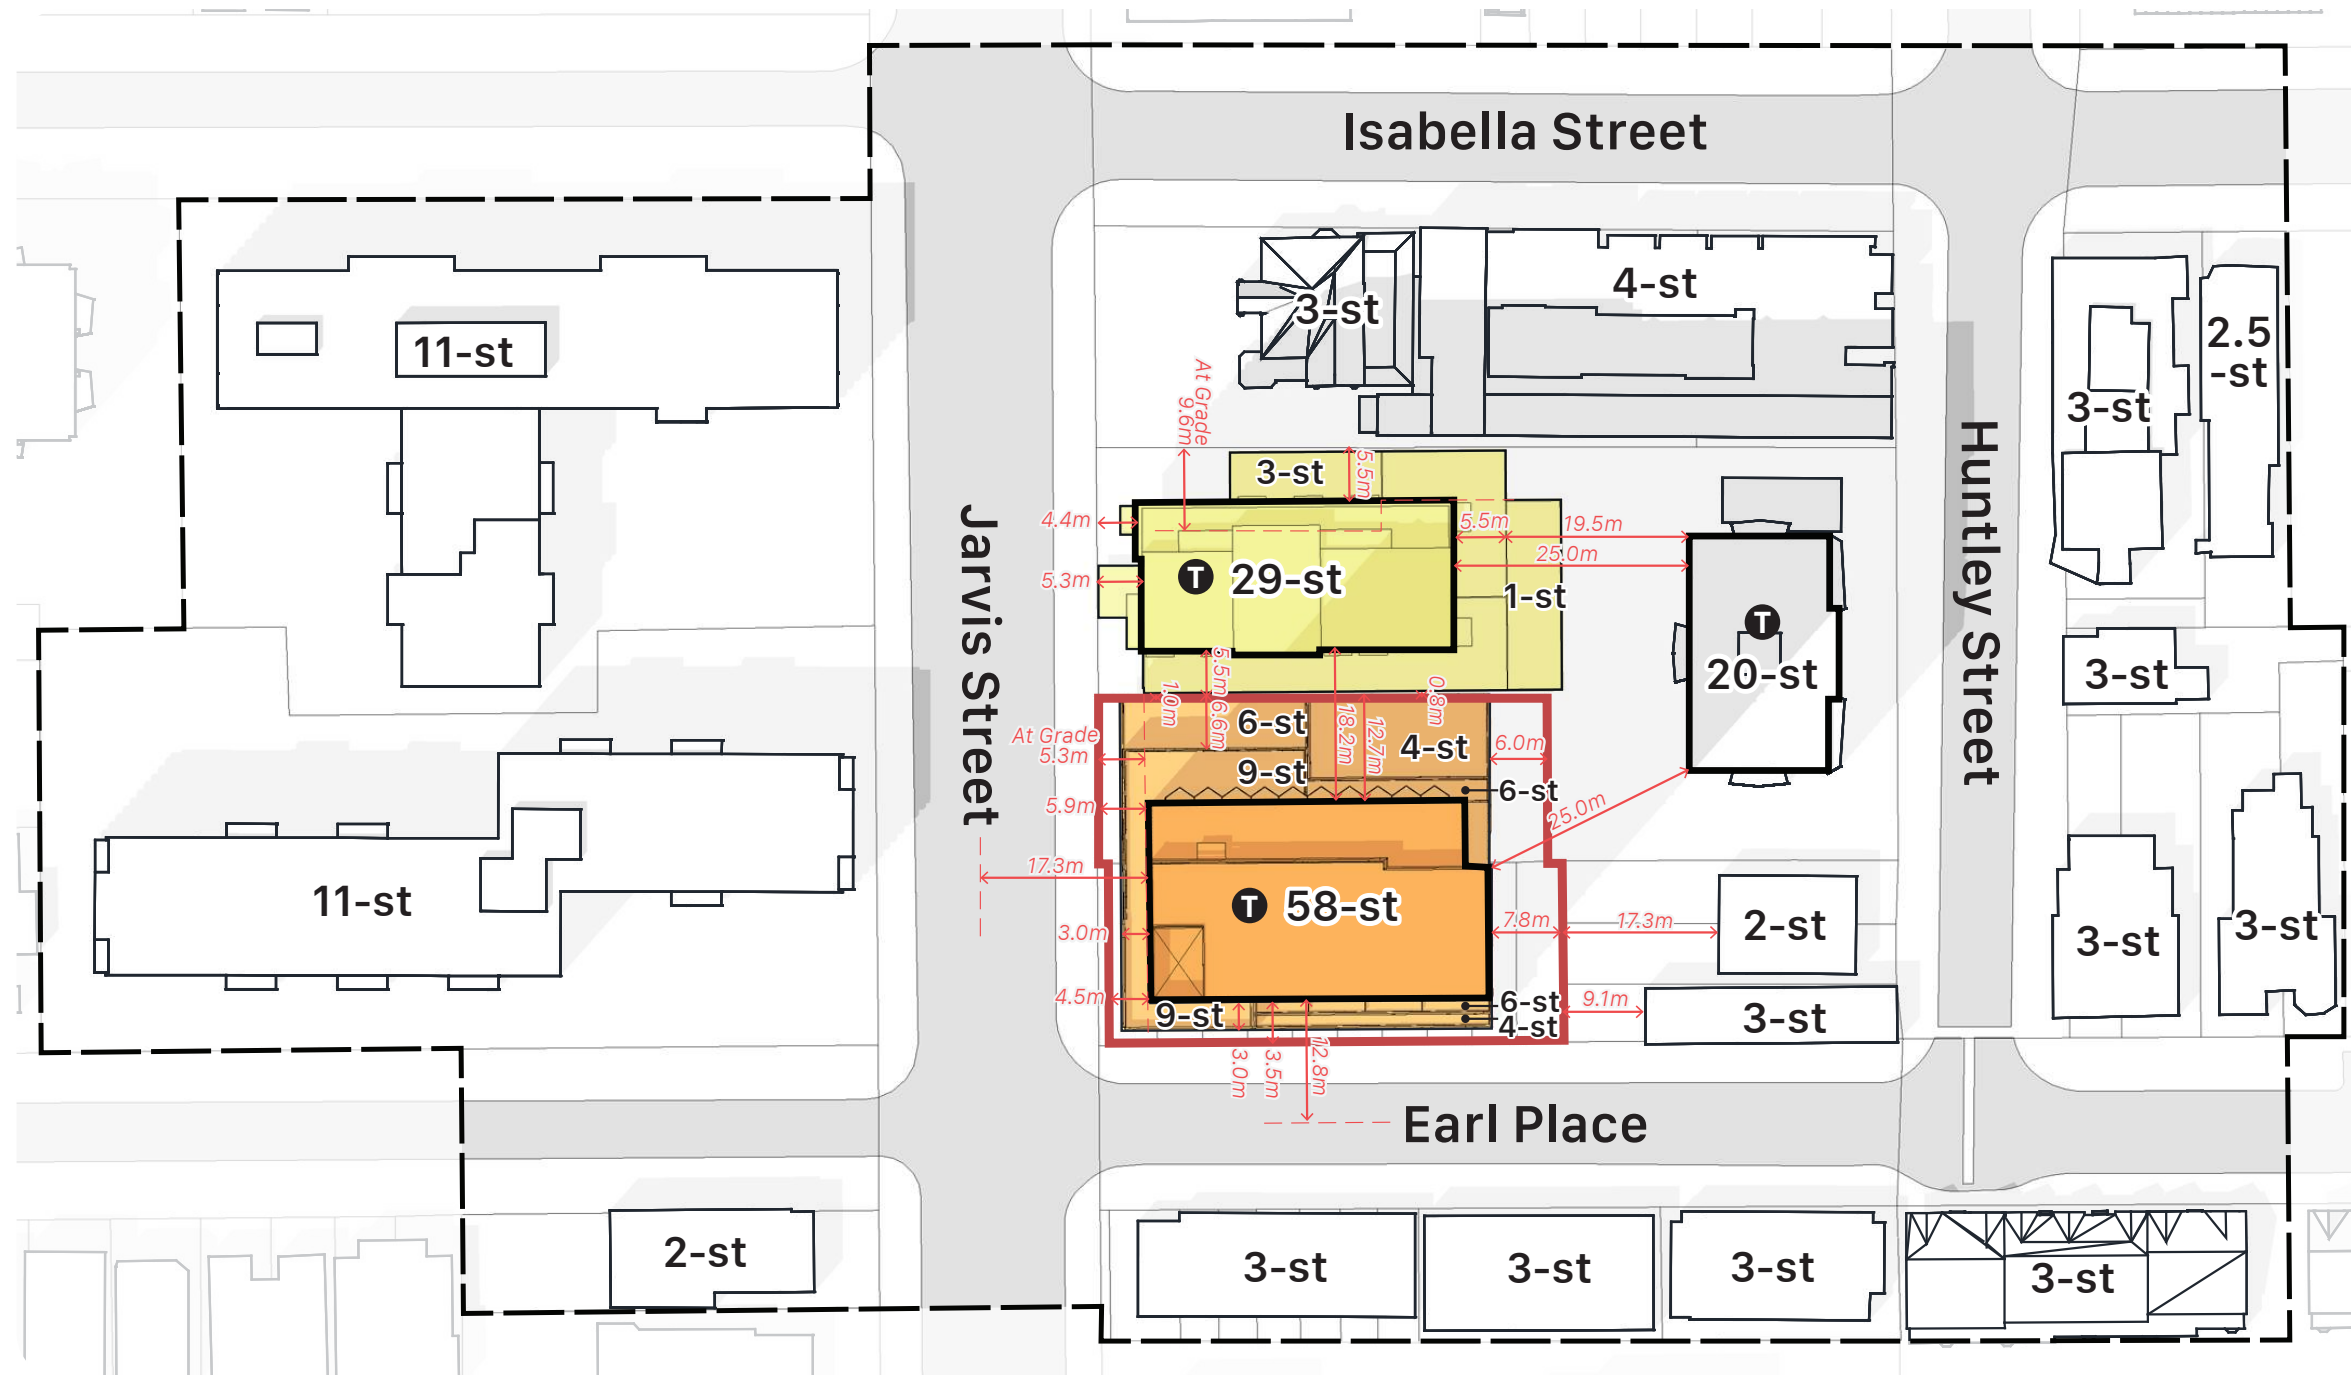 Isabella Street
3-st
4-st
11-st
2.5
-st
3-st
At Grade
9.6m
3-st
5.5m
4.4m
5.5m
19.5m
25.0m
T
29-st
5.3m
1-st
T
20-st
Jarvis Street
Huntley Street
3-st
5.5m
1.0m
6.6m
0.8m
6-st
18.2m
12.7m
4-st
At Grade
5.3m
6.0m
9-st
6-st
5.9m
25.0m
17.3m
11-st
T
58-st
3.0m
7.8m
17.3m
2-st
3-st
3-st
4.5m
9-st
6-st
4-st
9.1m
3-st
3.0m
3.5m
12.8m
Earl Place
2-st
3-st
3-st
3-st
3-st